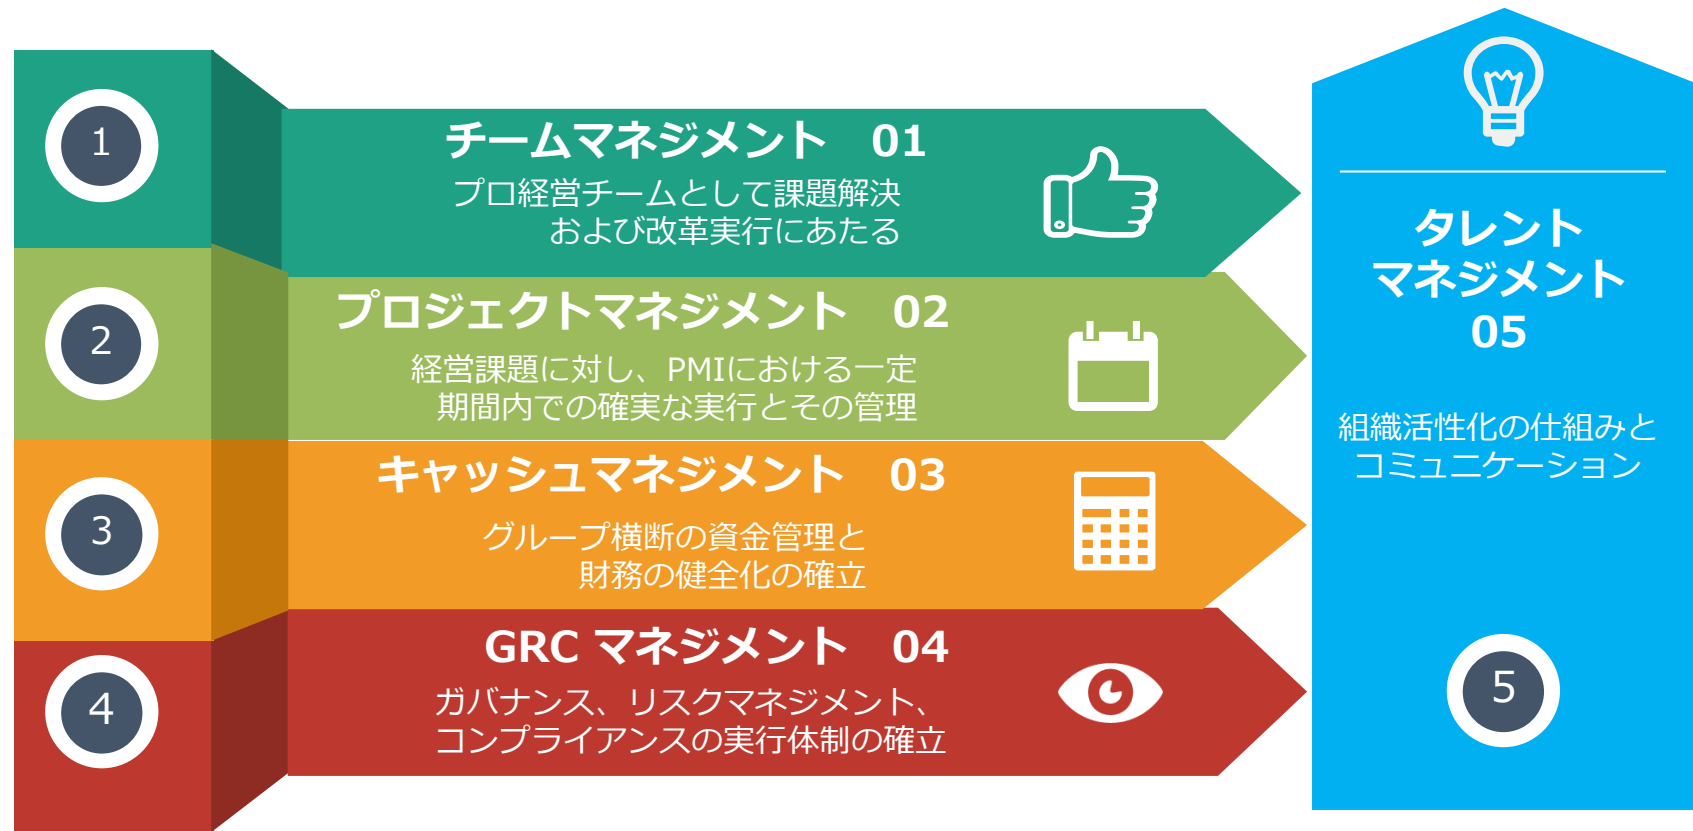 1
チームマネジメント　01
プロ経営チームとして課題解決
および改革実行にあたる
2
プロジェクトマネジメント　02
経営課題に対し、PMIにおける一定
期間内での確実な実行とその管理
3
キャッシュマネジメント　03
グループ横断の資金管理と
財務の健全化の確立
4
GRC マネジメント　04
ガバナンス、リスクマネジメント、
コンプライアンスの実行体制の確立
タレント
マネジメント
05
組織活性化の仕組みと
コミュニケーション
5